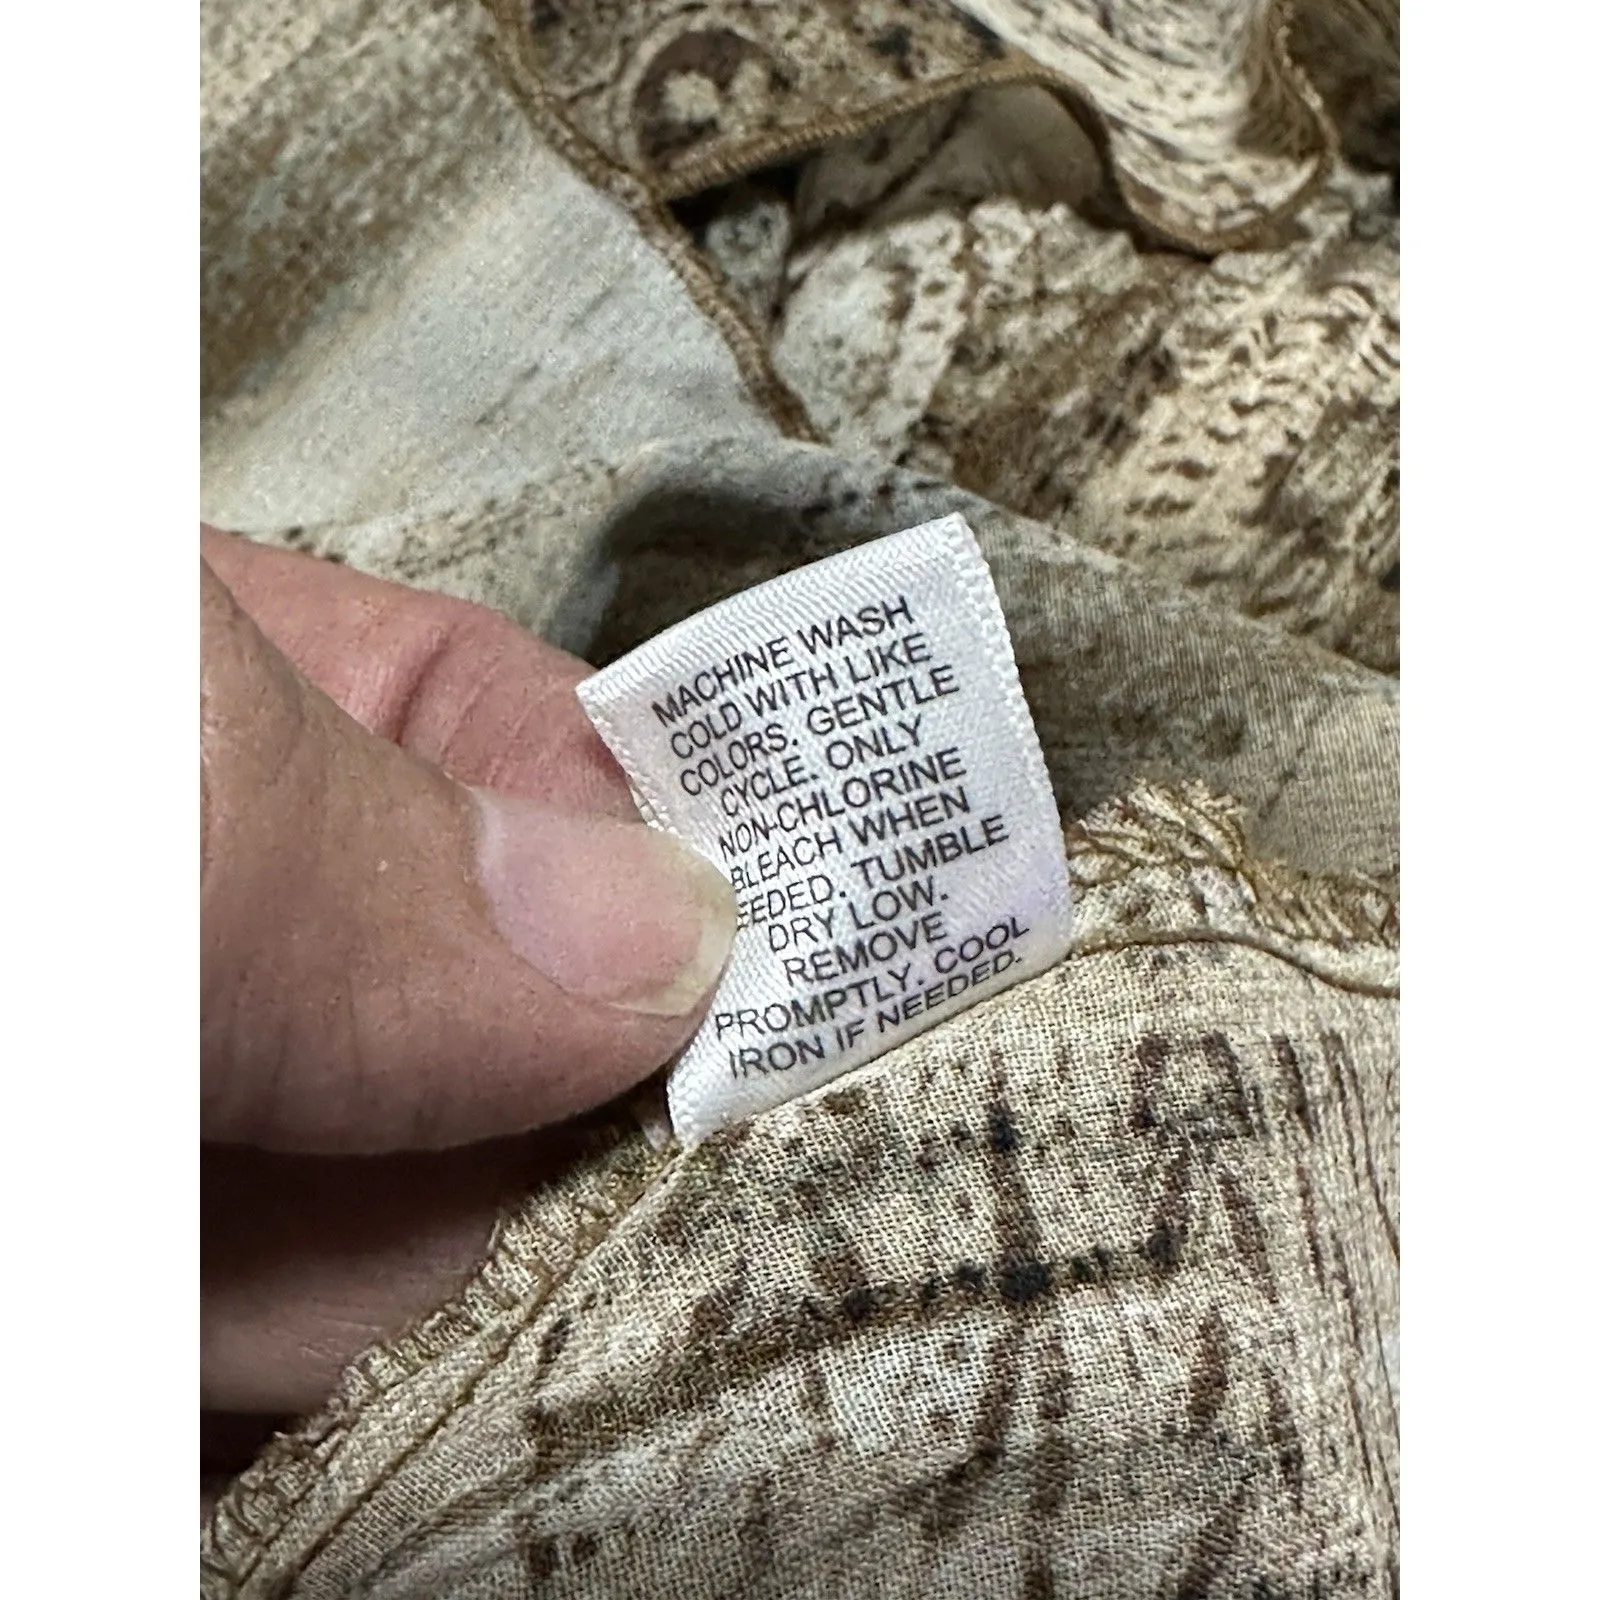 MACHINE WASH
COLD WITH LIKE
COLORS. GENTLE
CYCLE. ONLY
NON-CHLORINE
BLEACH WHEN
EEDED. TUMBLE
DRY LOW.
REMOVE
PROMPTLY. COOL
IRON IF NEEDED.